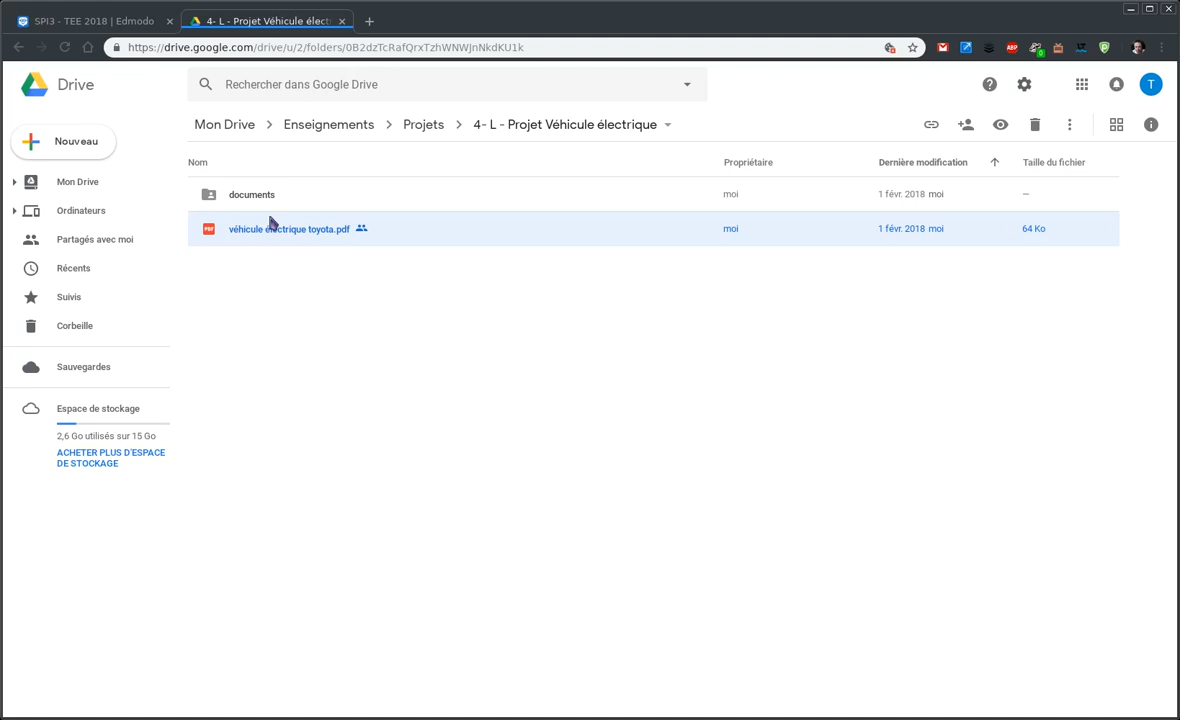 SPI3 - TEE 2018 | Edmodo
4- L - Projet Véhicule élect
https://drive.google.com/drive/u/2/folders/0B2dzTcRafQrxTzhWNWJnNkdKU1k
ABP
0
Drive
Rechercher dans Google Drive
T
Nouveau
Mon Drive > Enseignements > Projets > 4- L - Projet Véhicule électrique
Nom Propriétaire Dernière modification Taille du fichier
documents moi 1 févr. 2018 moi —
PDF véhicule électrique toyota.pdf moi 1 févr. 2018 moi 64 Ko
Mon Drive
Ordinateurs
Partagés avec moi
Récents
Suivis
Corbeille
Sauvegardes
Espace de stockage
2,6 Go utilisés sur 15 Go
ACHETER PLUS D'ESPACE
DE STOCKAGE